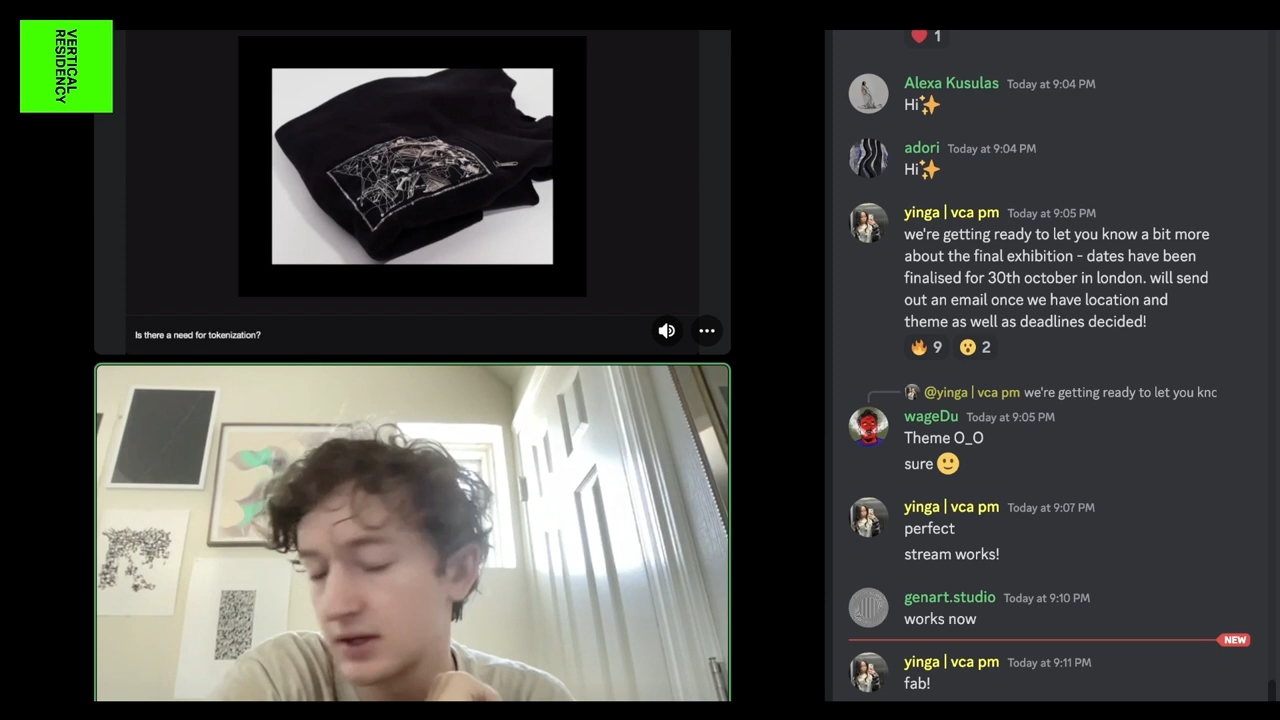 VERTICAL
RESIDENCY
Is there a need for tokenization?
1
Alexa Kusulas Today at 9:04 PM
Hi✨
adori Today at 9:04 PM
Hi✨
yinga | vca pm Today at 9:05 PM
we're getting ready to let you know a bit more
about the final exhibition - dates have been
finalised for 30th october in london. will send
out an email once we have location and
theme as well as deadlines decided!
🔥 9 😮 2
@yinga | vca pm we're getting ready to let you knc
wageDu Today at 9:05 PM
Theme O_O
sure 🙂
yinga | vca pm Today at 9:07 PM
perfect
stream works!
genart.studio Today at 9:10 PM
works now
NEW
yinga | vca pm Today at 9:11 PM
fab!